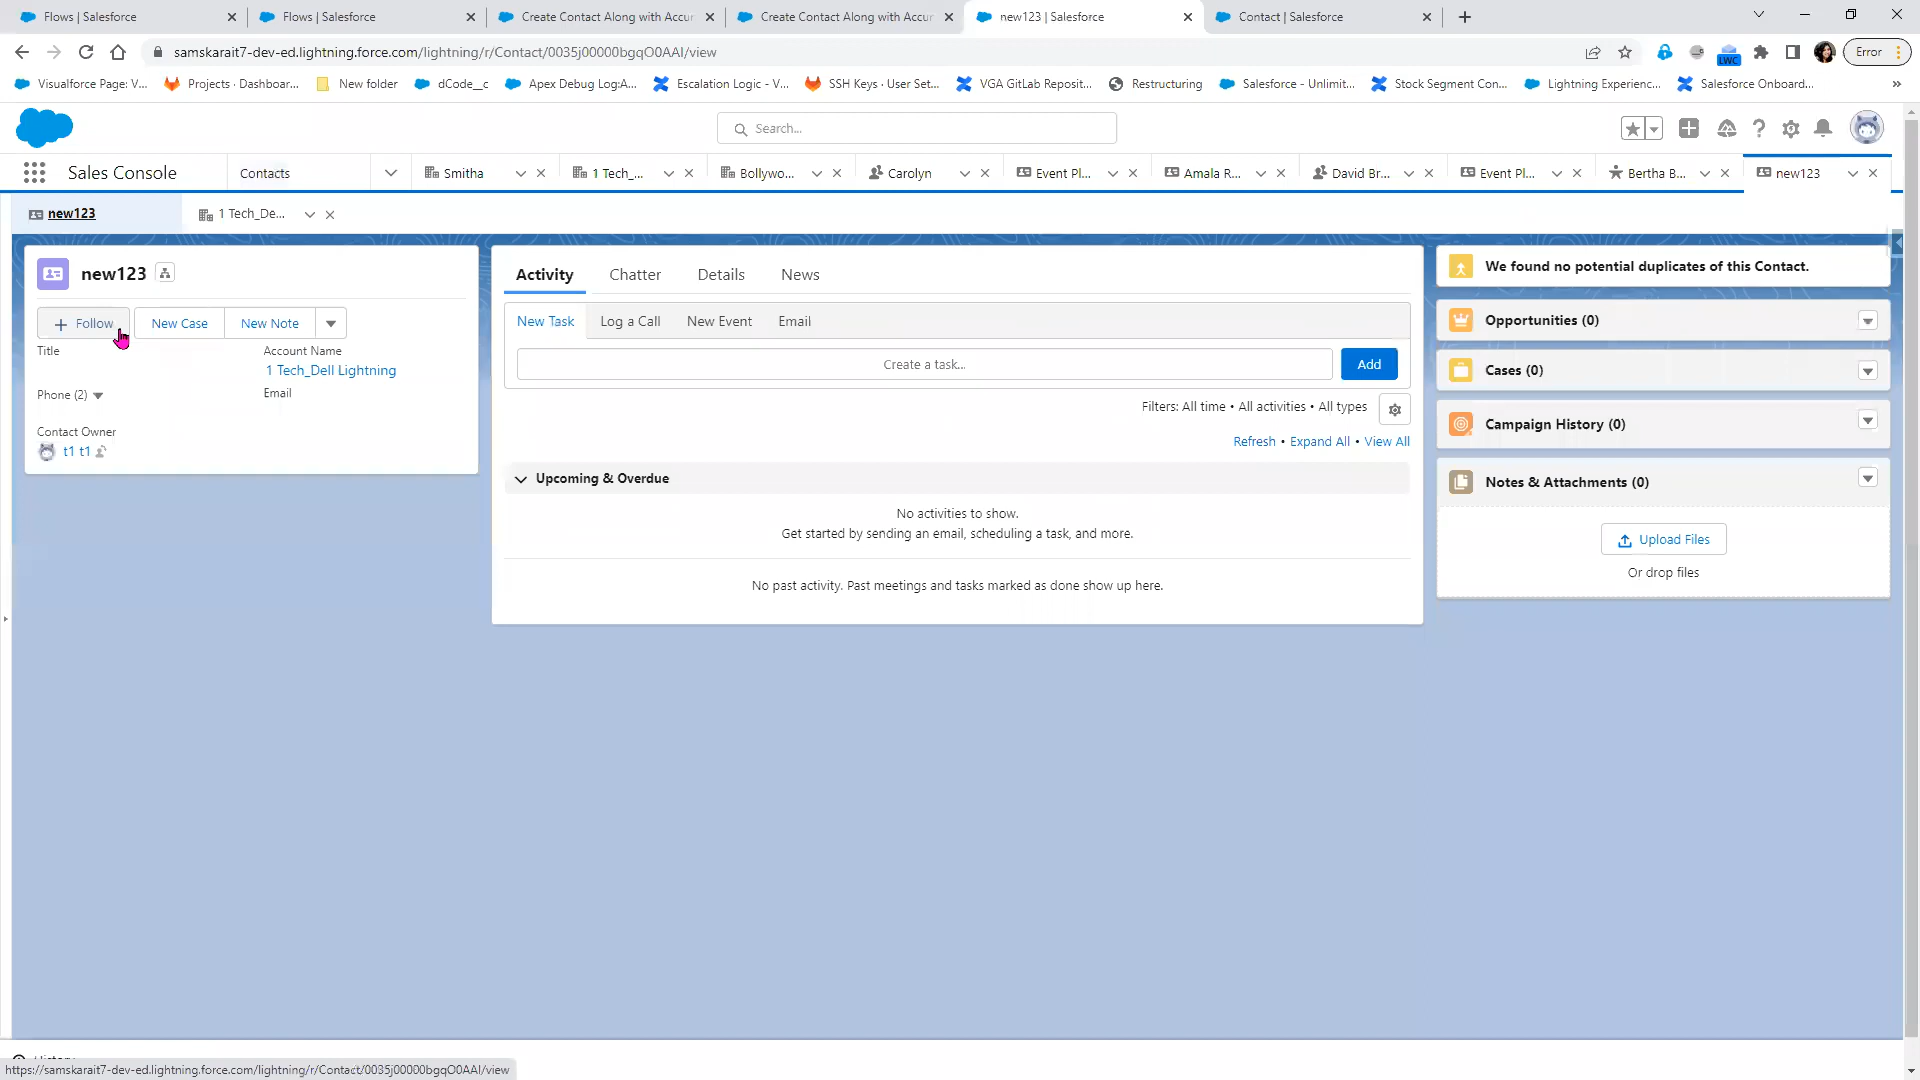 Flows | Salesforce
Flows | Salesforce
Create Contact Along with Accur
Create Contact Along with Accur
new123 | Salesforce
Contact | Salesforce
samskarait7-dev-ed.lightning.force.com/lightning/r/Contact/0035j00000bgqO0AAI/view
LWC
Error
Visualforce Page: V...
Projects · Dashboar...
New folder
dCode__c
Apex Debug Log:A...
Escalation Logic - V...
SSH Keys · User Set...
VGA GitLab Reposit...
Restructuring
Salesforce - Unlimit...
Stock Segment Con...
Lightning Experienc...
Salesforce Onboard...
Search...
Sales Console
Contacts
Smitha
1 Tech_...
Bollywo...
Carolyn
Event Pl...
Amala R...
David Br...
Event Pl...
Bertha B...
new123
new123
1 Tech_De...
new123
Follow
New Case
New Note
Title
Account Name
1 Tech_Dell Lightning
Phone (2)
Email
Contact Owner
t1 t1
Activity
Chatter
Details
News
New Task
Log a Call
New Event
Email
Create a task...
Add
Filters: All time • All activities • All types
Refresh • Expand All • View All
Upcoming & Overdue
No activities to show.
Get started by sending an email, scheduling a task, and more.
No past activity. Past meetings and tasks marked as done show up here.
We found no potential duplicates of this Contact.
Opportunities (0)
Cases (0)
Campaign History (0)
Notes & Attachments (0)
Upload Files
Or drop files
History
https://samskarait7-dev-ed.lightning.force.com/lightning/r/Contact/0035j00000bgqO0AAI/view